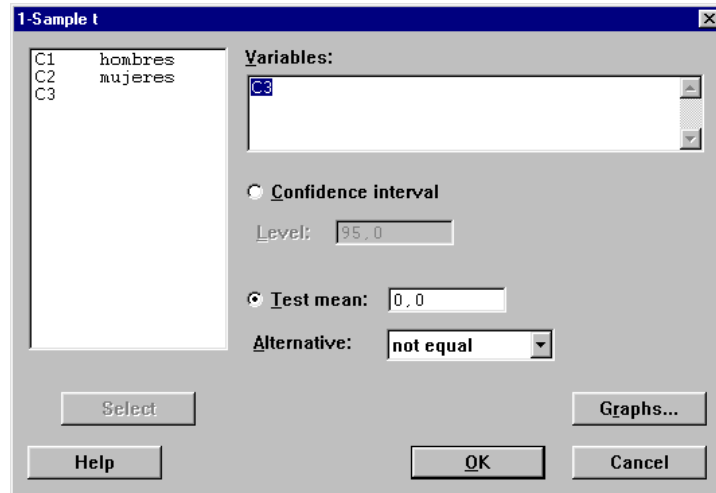 1-Sample t
C1 hombres
C2 mujeres
C3
Variables:
C3
Confidence interval
Level: 95,0
Test mean: 0,0
Alternative: not equal
Select
Graphs...
Help
OK
Cancel